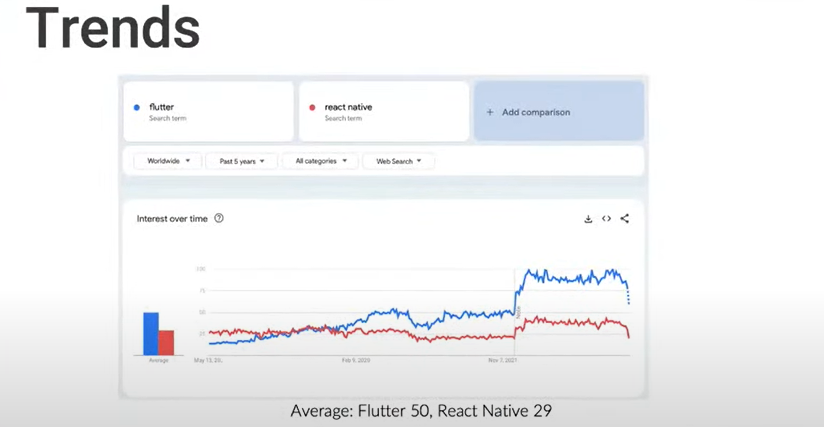 Trends
flutter
Search term
react native
Search term
+ Add comparison
Worldwide
Past 5 years
All categories
Web Search
Interest over time
100
75
50
25
Note
Average
May 13, 20..
Feb 9, 2020
Nov 7, 2021
Average: Flutter 50, React Native 29